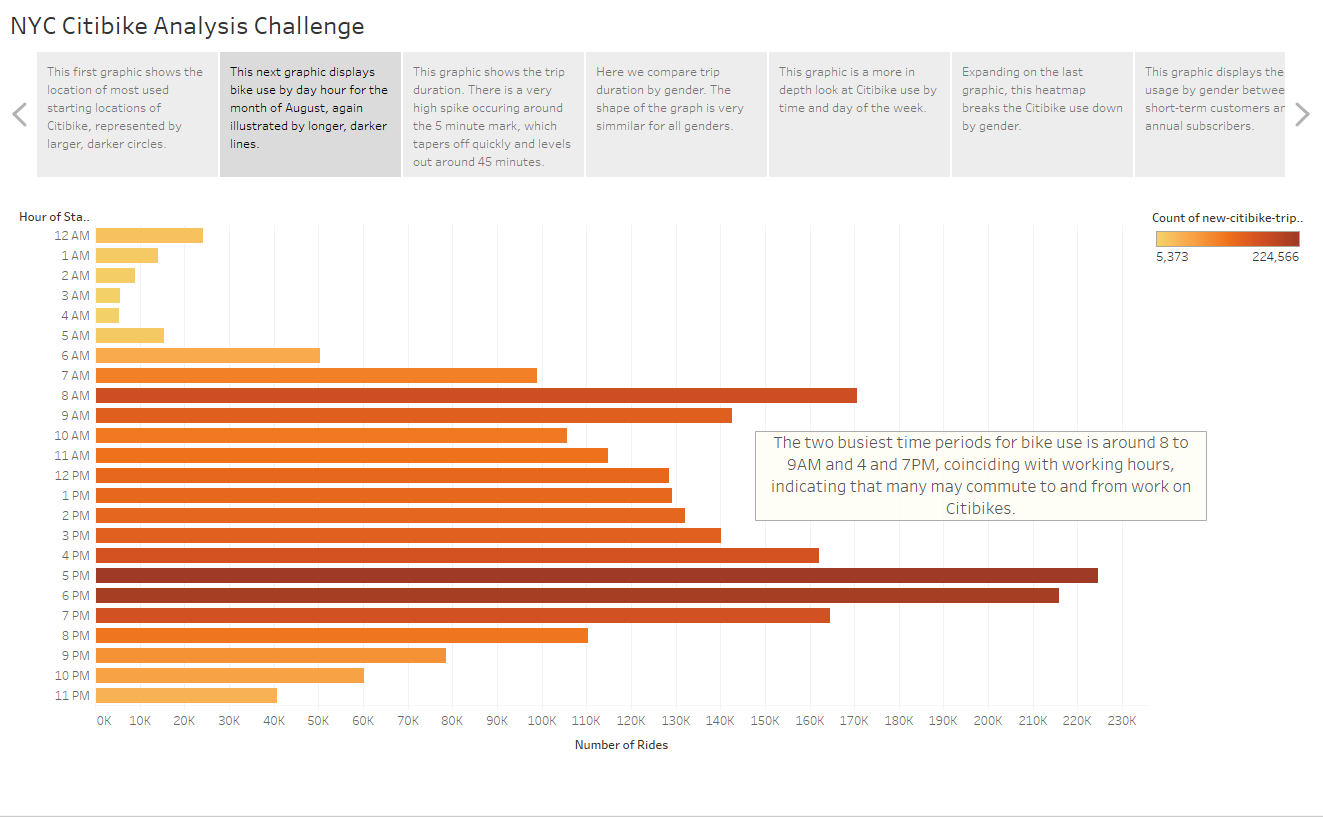 NYC Citibike Analysis Challenge
This first graphic shows the
location of most used
starting locations of
Citibike, represented by
larger, darker circles.
This next graphic displays
bike use by day hour for the
month of August, again
illustrated by longer, darker
lines.
This graphic shows the trip
duration. There is a very
high spike occuring around
the 5 minute mark, which
tapers off quickly and levels
out around 45 minutes.
Here we compare trip
duration by gender. The
shape of the graph is very
simmilar for all genders.
This graphic is a more in
depth look at Citibike use by
time and day of the week.
Expanding on the last
graphic, this heatmap
breaks the Citibike use down
by gender.
This graphic displays the
usage by gender betwee
short-term customers ar
annual subscribers.
Hour of Sta..
12 AM
1 AM
2 AM
3 AM
4 AM
5 AM
6 AM
7 AM
8 AM
9 AM
10 AM
11 AM
12 PM
1 PM
2 PM
3 PM
4 PM
5 PM
6 PM
7 PM
8 PM
9 PM
10 PM
11 PM
0K 10K 20K 30K 40K 50K 60K 70K 80K 90K 100K 110K 120K 130K 140K 150K 160K 170K 180K 190K 200K 210K 220K 230K
Number of Rides
The two busiest time periods for bike use is around 8 to
9AM and 4 and 7PM, coinciding with working hours,
indicating that many may commute to and from work on
Citibikes.
Count of new-citibike-trip..
5,373 224,566